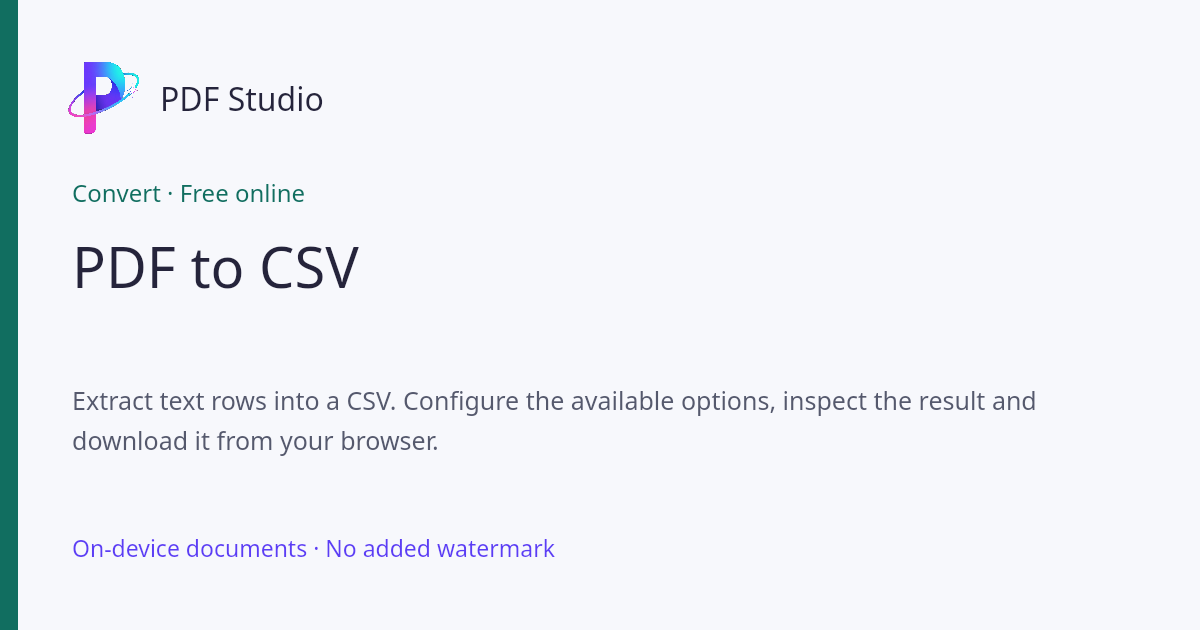 PDF Studio
Convert · Free online
PDF to CSV
Extract text rows into a CSV. Configure the available options, inspect the result and
download it from your browser.
On-device documents · No added watermark